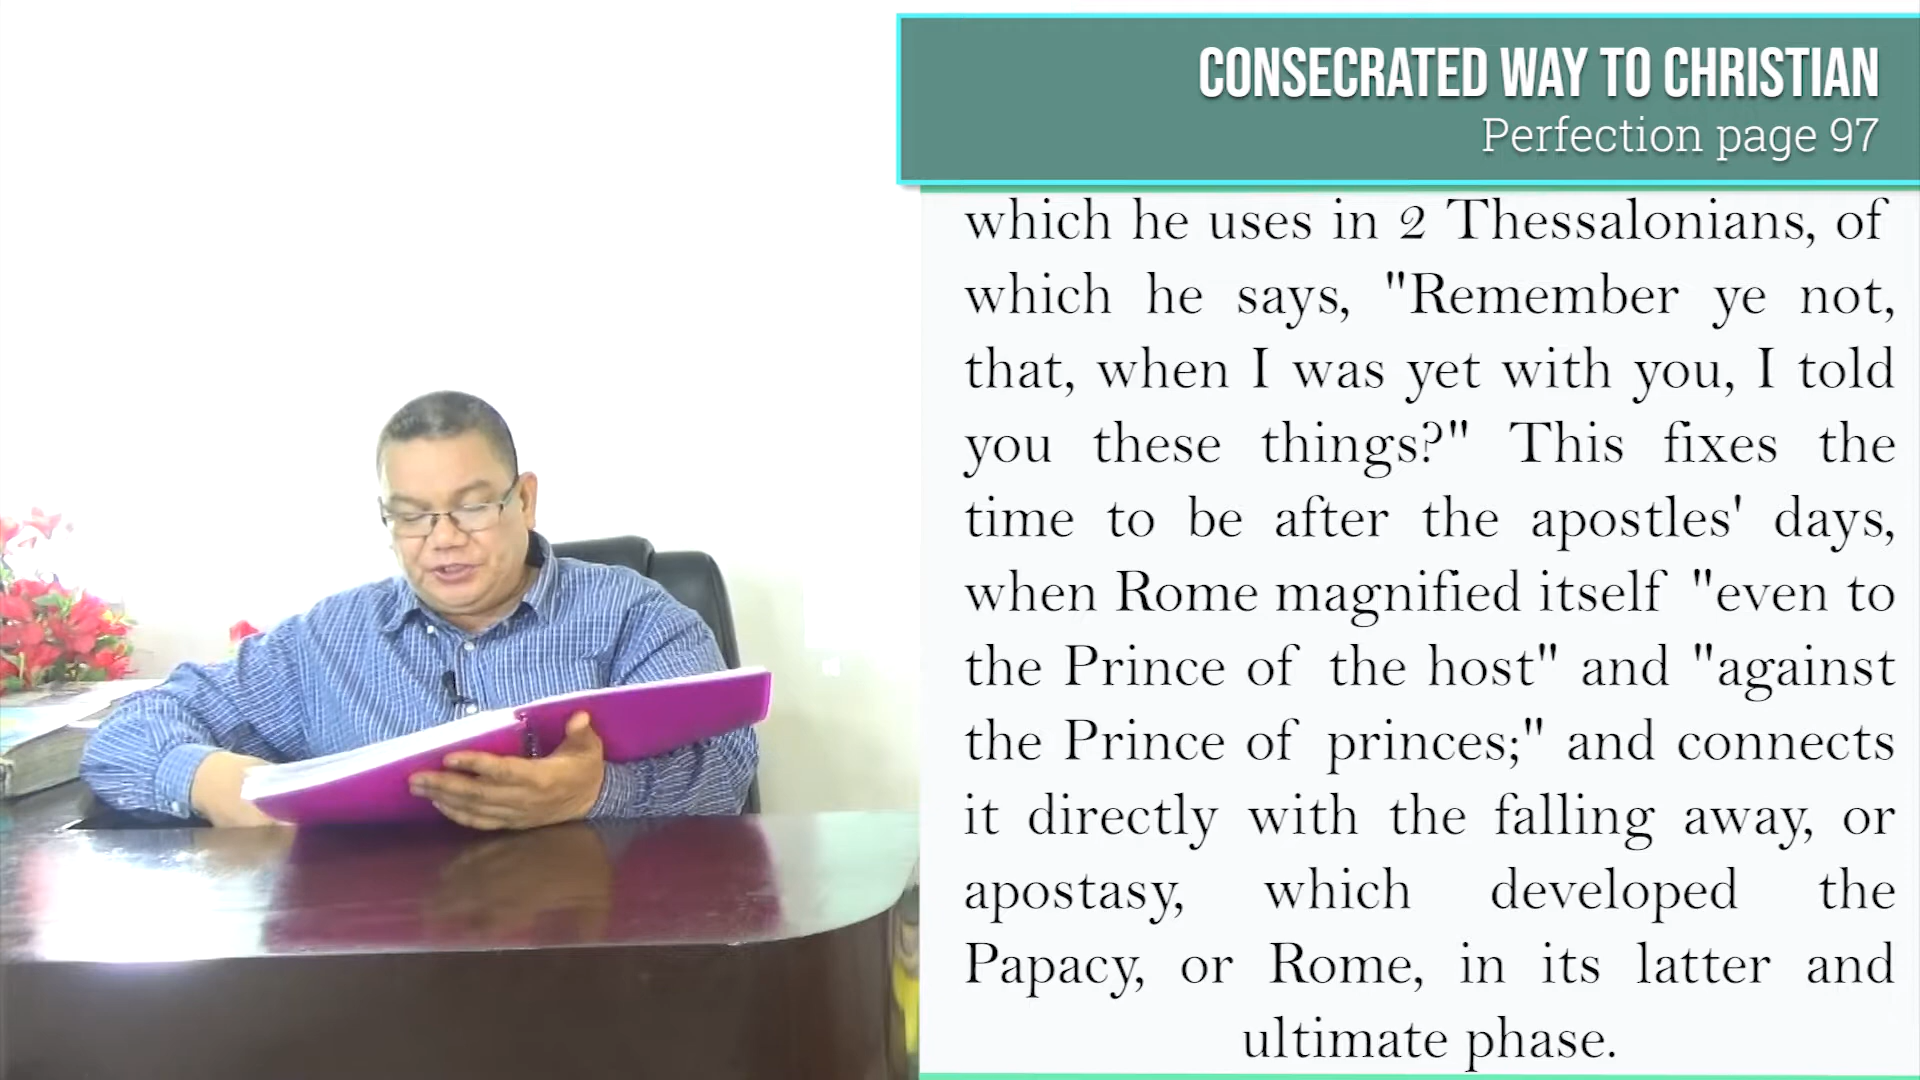 CONSECRATED WAY TO CHRISTIAN
Perfection page 97
which he uses in 2 Thessalonians, of
which he says, "Remember ye not,
that, when I was yet with you, I told
you these things?" This fixes the
time to be after the apostles' days,
when Rome magnified itself "even to
the Prince of the host" and "against
the Prince of princes;" and connects
it directly with the falling away, or
apostasy, which developed the
Papacy, or Rome, in its latter and
ultimate phase.